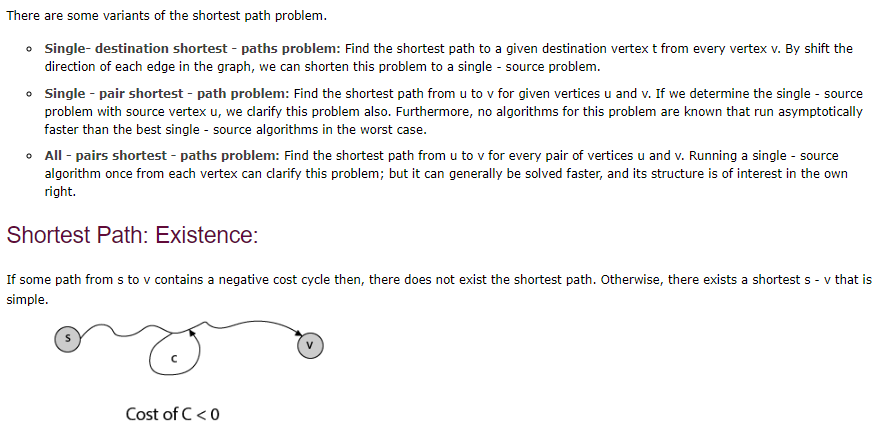 There are some variants of the shortest path problem.
Single- destination shortest - paths problem: Find the shortest path to a given destination vertex t from every vertex v. By shift the
direction of each edge in the graph, we can shorten this problem to a single - source problem.
Single - pair shortest - path problem: Find the shortest path from u to v for given vertices u and v. If we determine the single - source
problem with source vertex u, we clarify this problem also. Furthermore, no algorithms for this problem are known that run asymptotically
faster than the best single - source algorithms in the worst case.
All - pairs shortest - paths problem: Find the shortest path from u to v for every pair of vertices u and v. Running a single - source
algorithm once from each vertex can clarify this problem; but it can generally be solved faster, and its structure is of interest in the own
right.
Shortest Path: Existence:
If some path from s to v contains a negative cost cycle then, there does not exist the shortest path. Otherwise, there exists a shortest s - v that is
simple.
S
V
C
Cost of C < 0